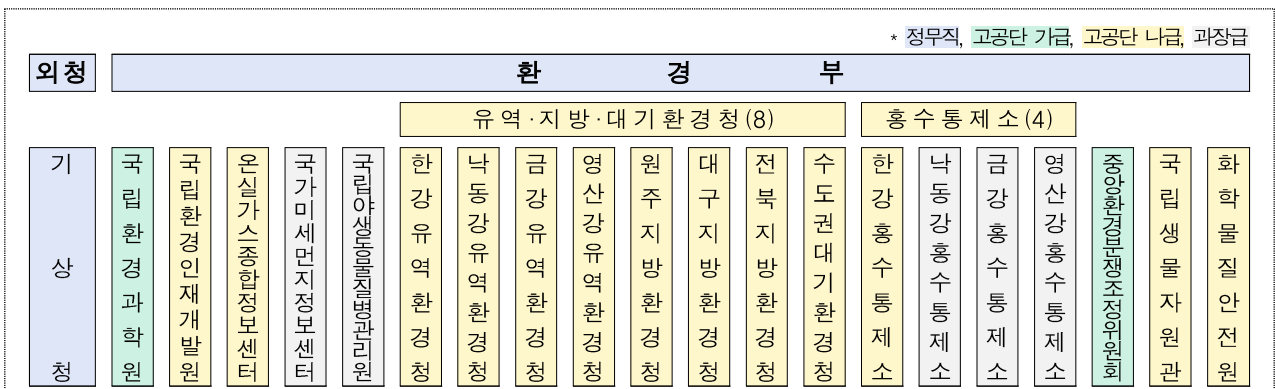 * 정무직, 고공단 가급, 고공단 나급, 과장급
외청
환 경 부
유역·지방·대기환경청(8)
홍수통제소(4)
기상청
국립환경과학원
국립환경인재개발원
온실가스종합정보센터
국가미세먼지정보센터
국립야생동물질병관리원
한강유역환경청
낙동강유역환경청
금강유역환경청
영산강유역환경청
원주지방환경청
대구지방환경청
전북지방환경청
수도권대기환경청
한강홍수통제소
낙동강홍수통제소
금강홍수통제소
영산강홍수통제소
중앙환경분쟁조정위원회
국립생물자원관
화학물질안전원